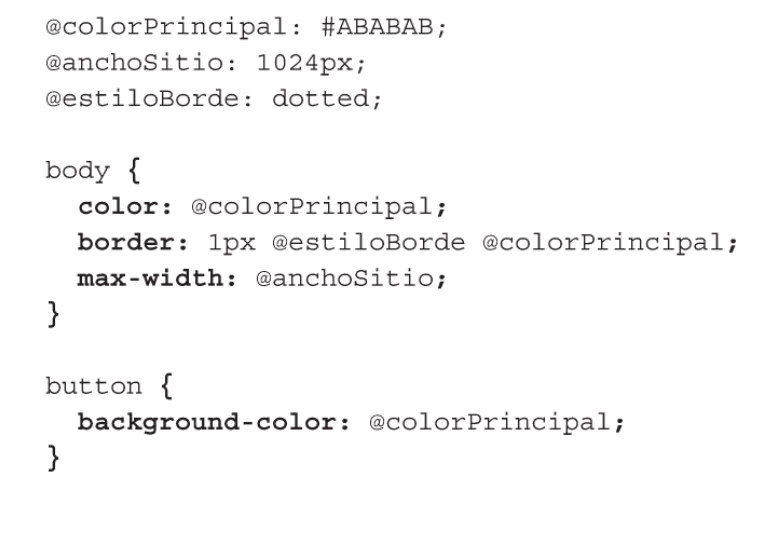 @colorPrincipal: #ABABAB;
@anchoSitio: 1024px;
@estiloBorde: dotted;
body {
color: @colorPrincipal;
border: 1px @estiloBorde @colorPrincipal;
max-width: @anchoSitio;
}
button {
background-color: @colorPrincipal;
}